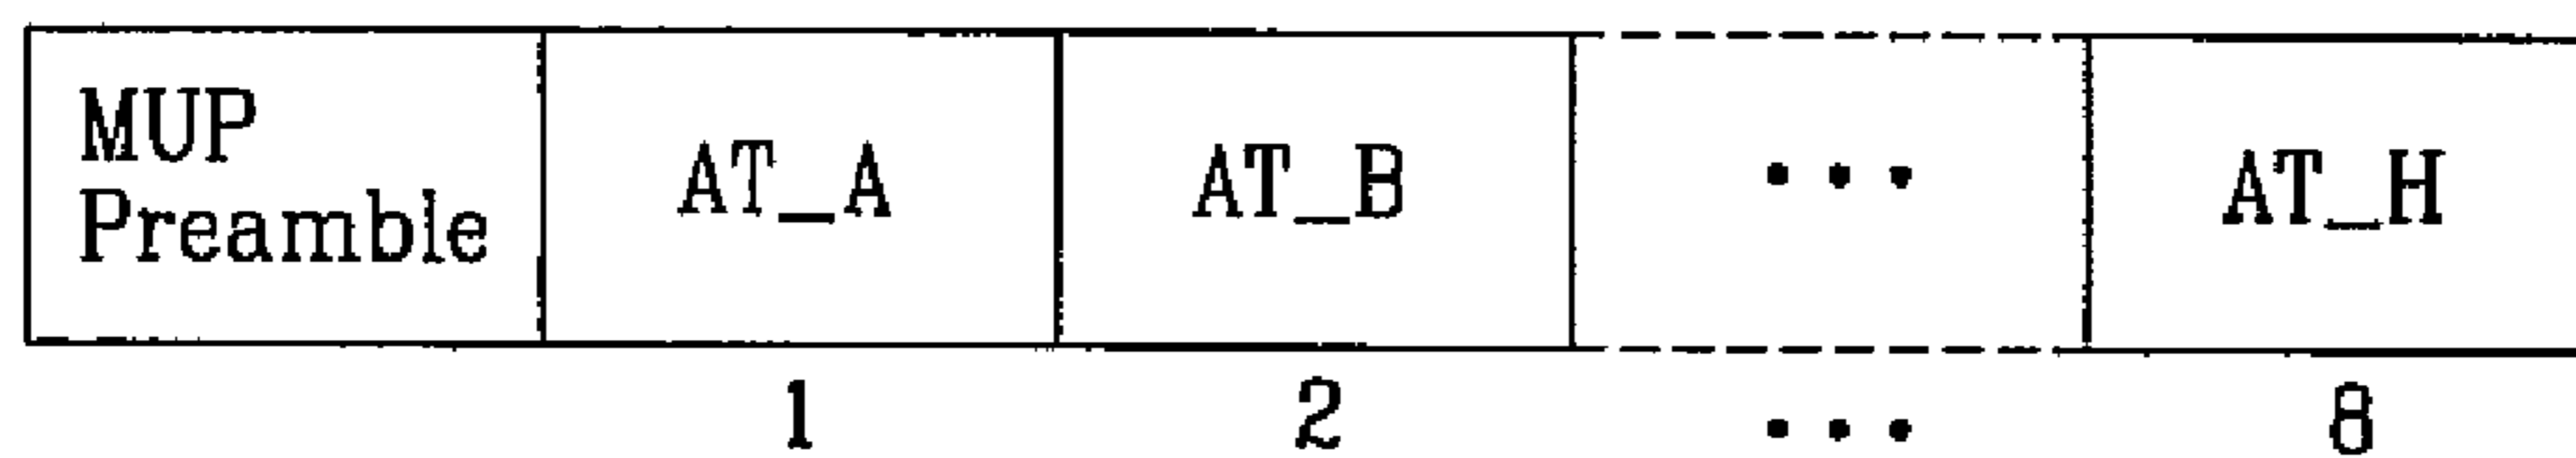 MUP
Preamble
AT_A
AT_B
...
AT_H
1
2
...
8